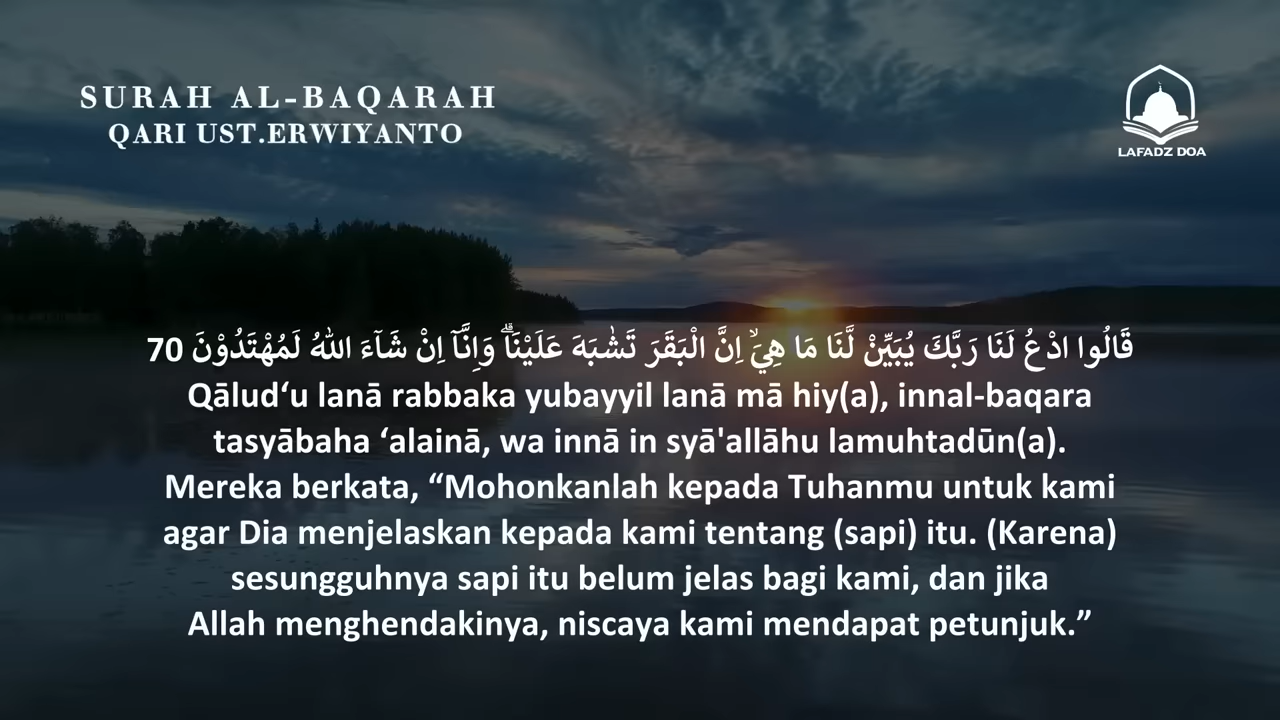 SURAH AL-BAQARAH
QARI UST.ERWIYANTO
LAFADZ DOA
قَالُوا ادْعُ لَنَا رَبَّكَ يُبَيِّنْ لَّنَا مَا هِيَۙ اِنَّ الْبَقَرَ تَشٰبَهَ عَلَيْنَاۗ وَاِنَّآ اِنْ شَاۤءَ اللّٰهُ لَمُهْتَدُوْنَ 70
Qālud‘u lanā rabbaka yubayyil lanā mā hiy(a), innal-baqara
tasyābaha ‘alainā, wa innā in syā'allāhu lamuhtadūn(a).
Mereka berkata, “Mohonkanlah kepada Tuhanmu untuk kami
agar Dia menjelaskan kepada kami tentang (sapi) itu. (Karena)
sesungguhnya sapi itu belum jelas bagi kami, dan jika
Allah menghendakinya, niscaya kami mendapat petunjuk.”